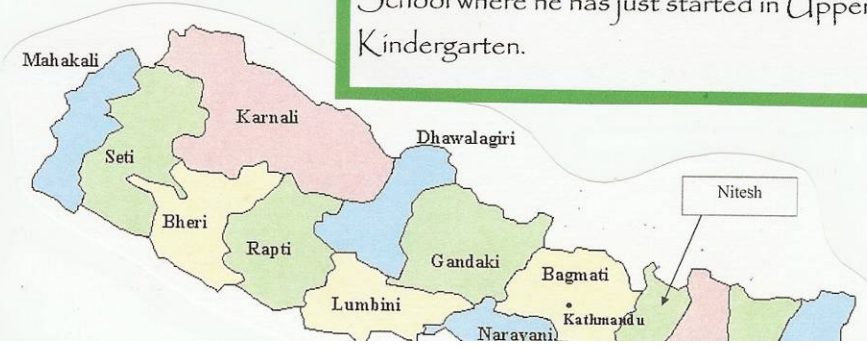 School where he has just started in Upper
Kindergarten.
Mahakali
Karnali
Dhawalagiri
Seti
Nitesh
Bheri
Rapti
Gandaki
Bagmati
Lumbini
Kathmandu
Narayani